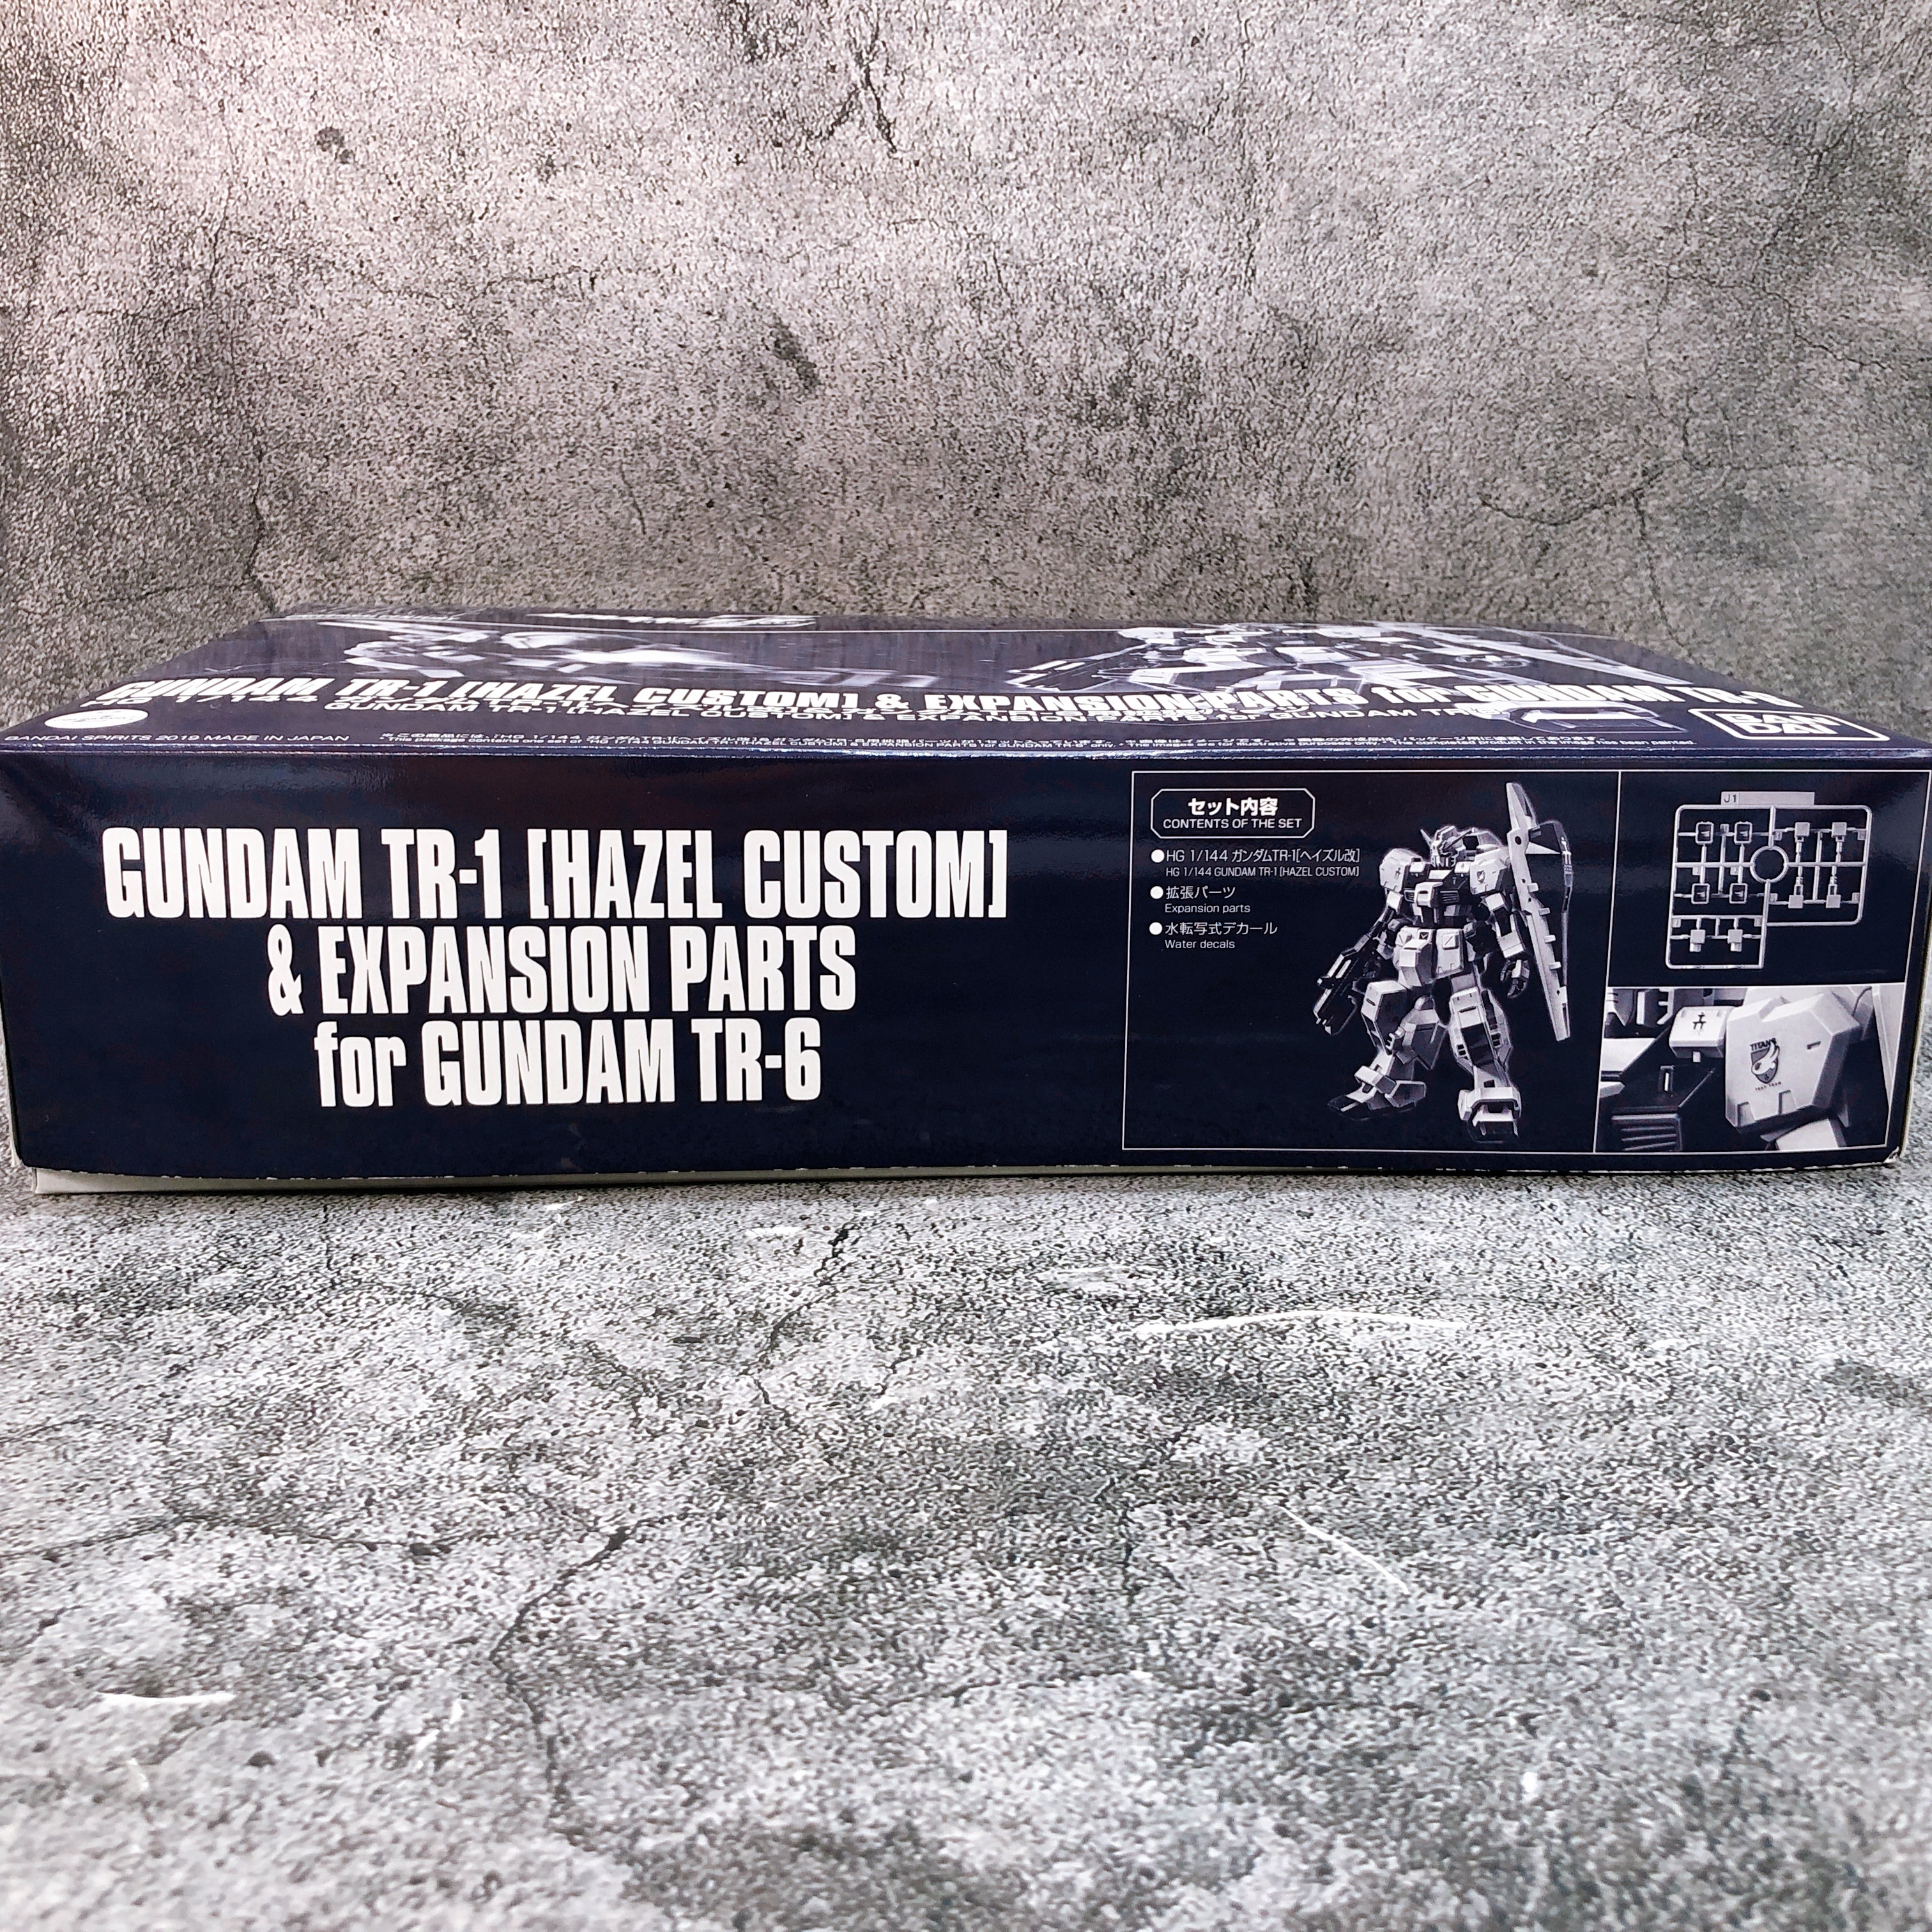 GUNDAM TR-1 [HAZEL CUSTOM] & EXPANSION PARTS for GUNDAM TR-
GUNDAM TR-1 [HAZEL CUSTOM] & EXPANSION PARTS for GUNDAM TR
BANDAI SPIRITS 2019 MADE IN JAPAN
GUNDAM TR-1 [HAZEL CUSTOM]
& EXPANSION PARTS
for GUNDAM TR-6
セット内容
CONTENTS OF THE SET
●HG 1/144 ガンダムTR-1[ヘイズル改]
HG 1/144 GUNDAM TR-1 [HAZEL CUSTOM]
●拡張パーツ
Expansion parts
●水転写式デカール
Water decals
J1
TITANS